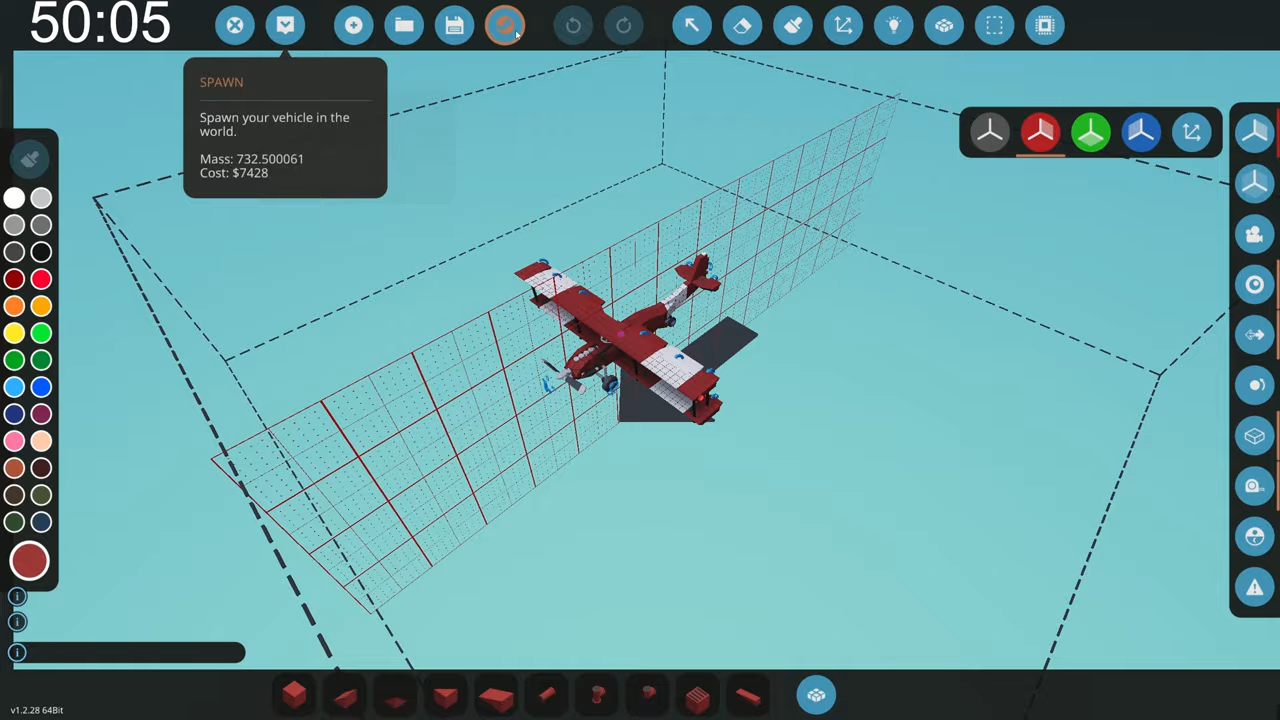 50:05
SPAWN
Spawn your vehicle in the
world.
Mass: 732.500061
Cost: $7428
v1.2.28 64Bit